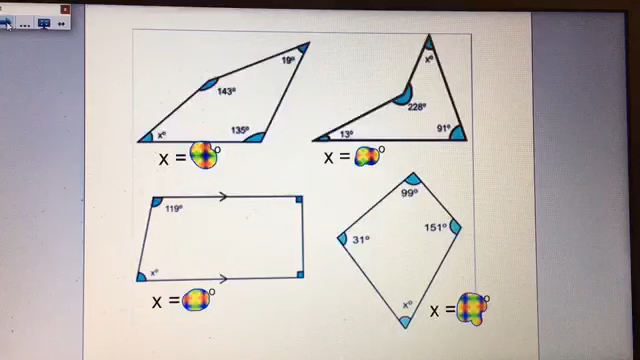 19°
143°
x°
135°
x = °
x°
228°
13°
91°
x = °
119°
x°
x = °
99°
31°
151°
x°
x = °